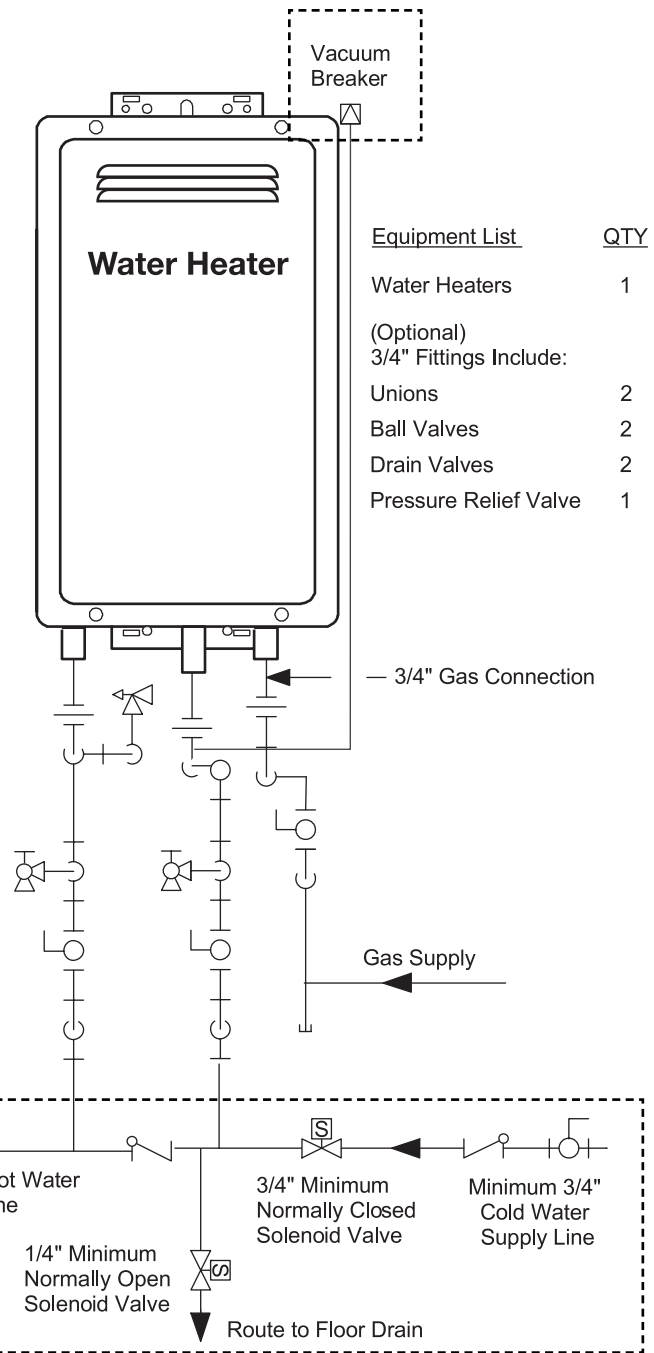 Vacuum
Breaker
Water Heater
Equipment List QTY
Water Heaters 1
(Optional)
3/4" Fittings Include:
Unions 2
Ball Valves 2
Drain Valves 2
Pressure Relief Valve 1
3/4" Gas Connection
Gas Supply
S
ot Water
ne
3/4" Minimum
Normally Closed
Solenoid Valve
Minimum 3/4"
Cold Water
Supply Line
1/4" Minimum
Normally Open
Solenoid Valve
S
Route to Floor Drain